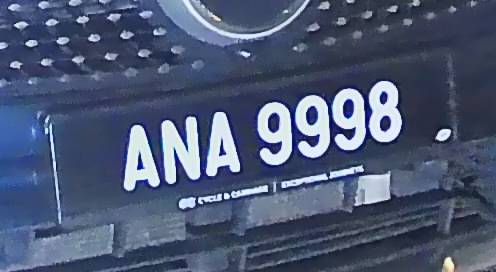 ANA 9998
CYCLE & CARRIAGE | EXCEPTIONAL JOURNEYS